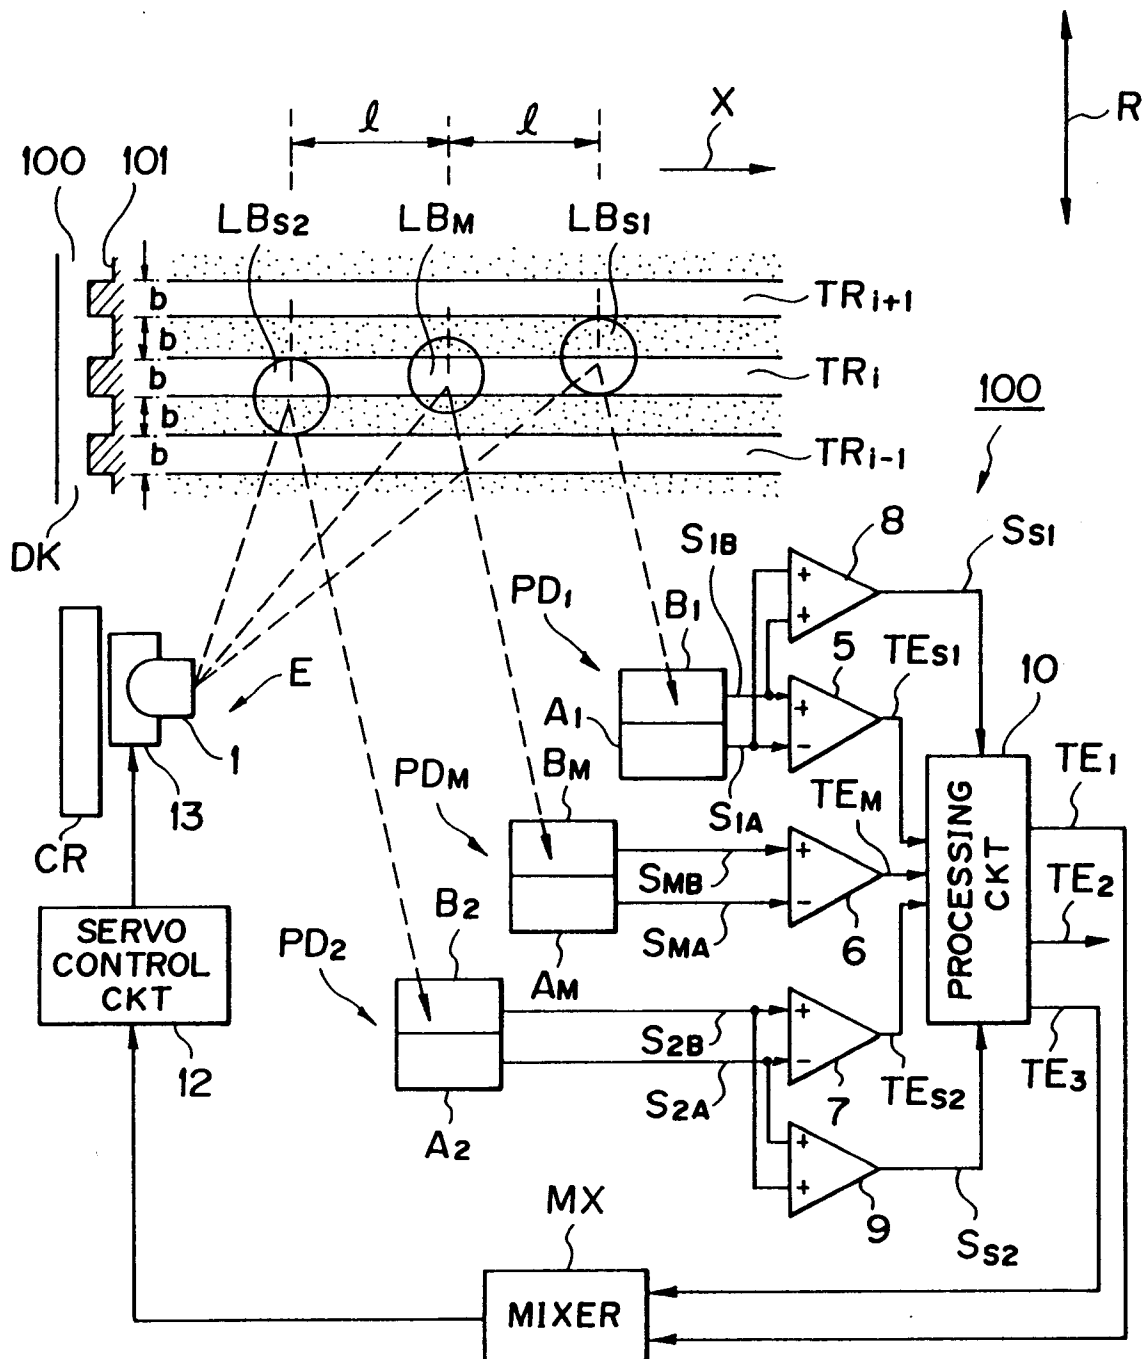 R
X
l
l
100
101
LBS2
LBM
LBS1
b
b
b
b
b
TRi+1
TRi
TRi-1
100
DK
8
SS1
S1B
PD1
B1
5
TES1
10
E
A1
1
13
CR
BM
PDM
S1A
TEM
TE1
PROCESSING
CKT
SMB
SMA
6
TE2
B2
PD2
AM
SERVO
CONTROL
CKT
12
S2B
S2A
7
TES2
TE3
A2
9
SS2
MX
MIXER
+
+
+
-
+
-
+
-
+
+